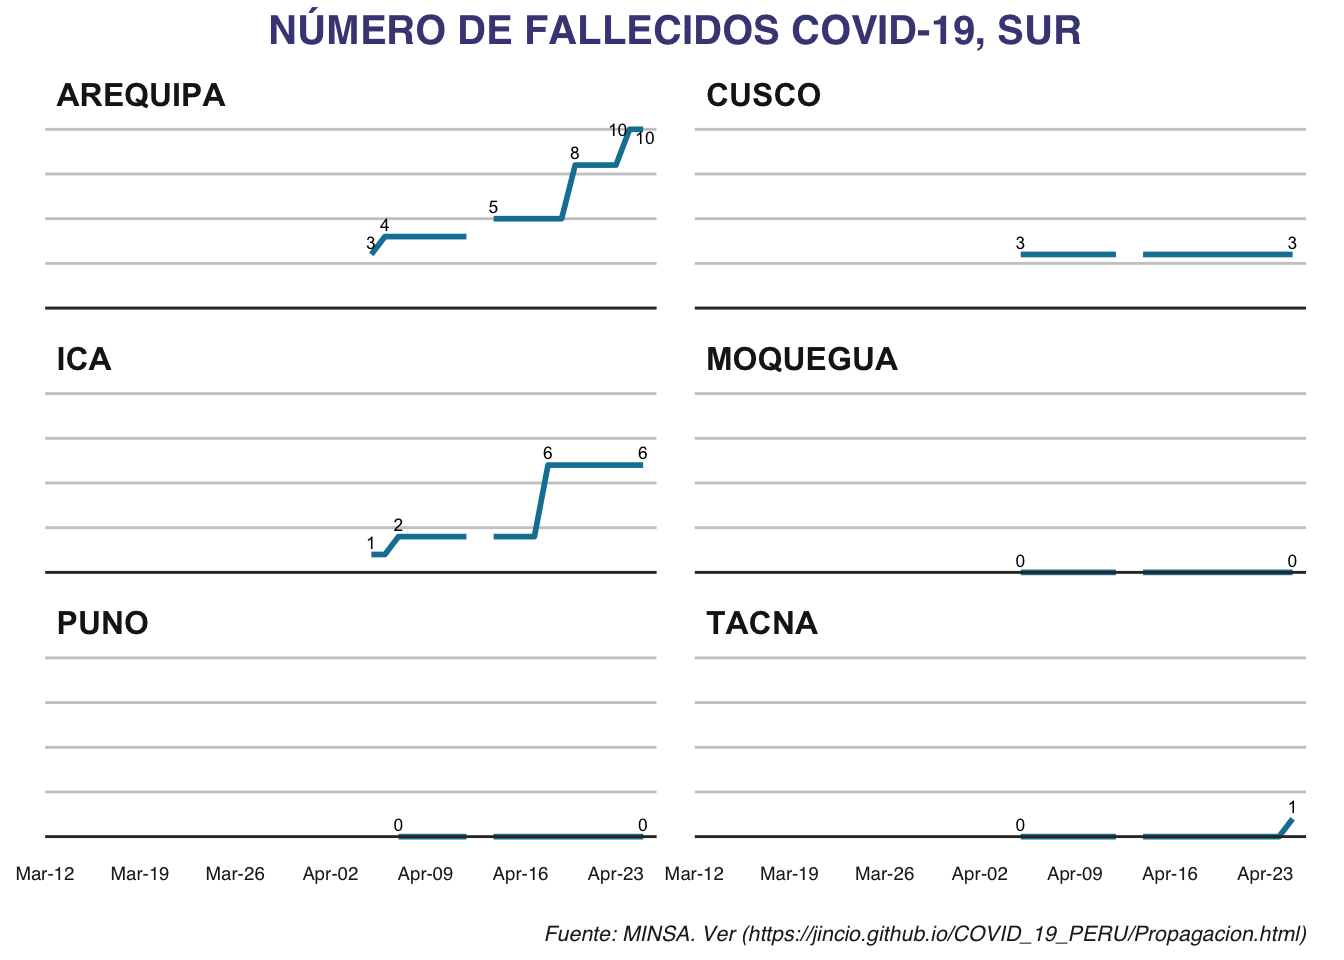 NÚMERO DE FALLECIDOS COVID-19, SUR
AREQUIPA
3
4
5
8
10
10
CUSCO
3
3
ICA
1
2
6
6
MOQUEGUA
0
0
PUNO
0
0
TACNA
0
1
Mar-12 Mar-19 Mar-26 Apr-02 Apr-09 Apr-16 Apr-23
Mar-12 Mar-19 Mar-26 Apr-02 Apr-09 Apr-16 Apr-23
Fuente: MINSA. Ver (https://jincio.github.io/COVID_19_PERU/Propagacion.html)